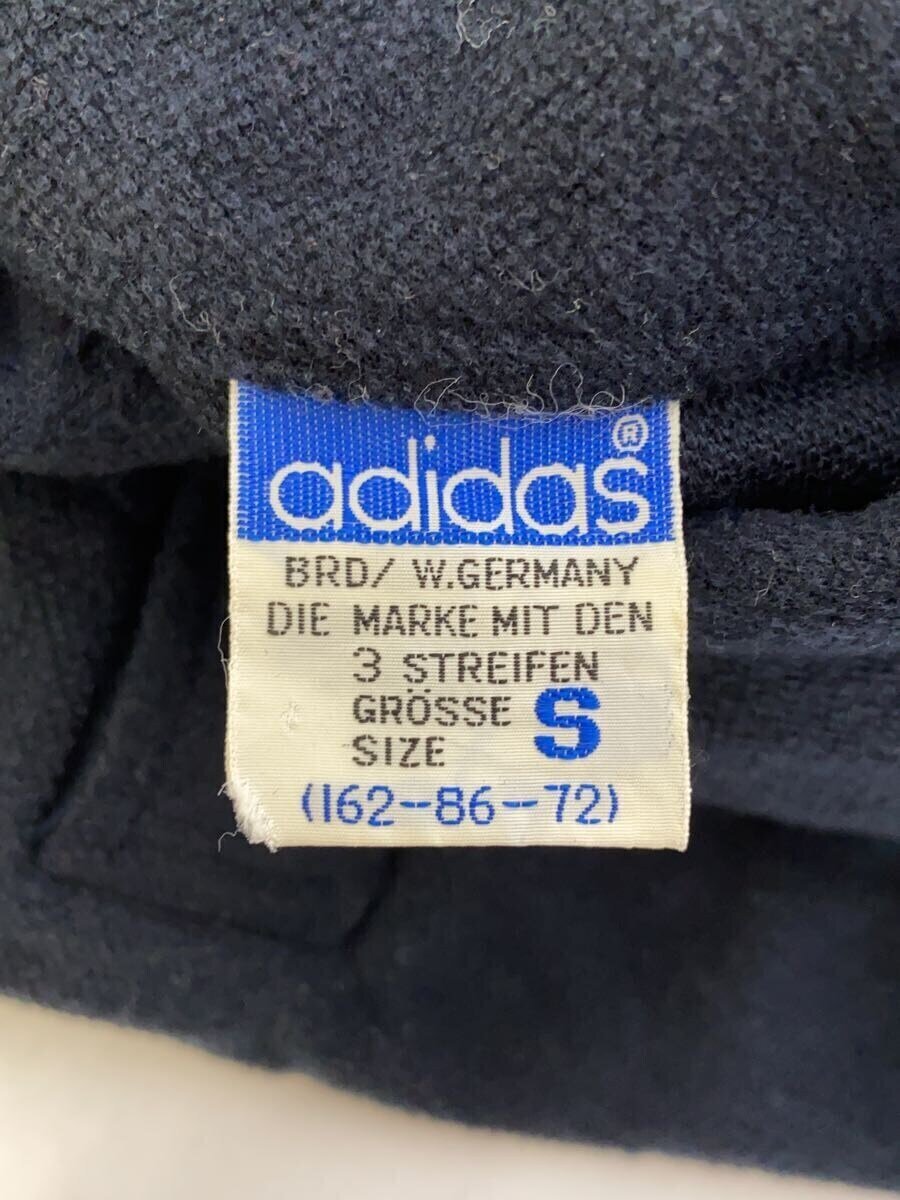 adidas®
BRD/ W.GERMANY
DIE MARKE MIT DEN
3 STREIFEN
GRÖSSE S
SIZE
(162-86-72)